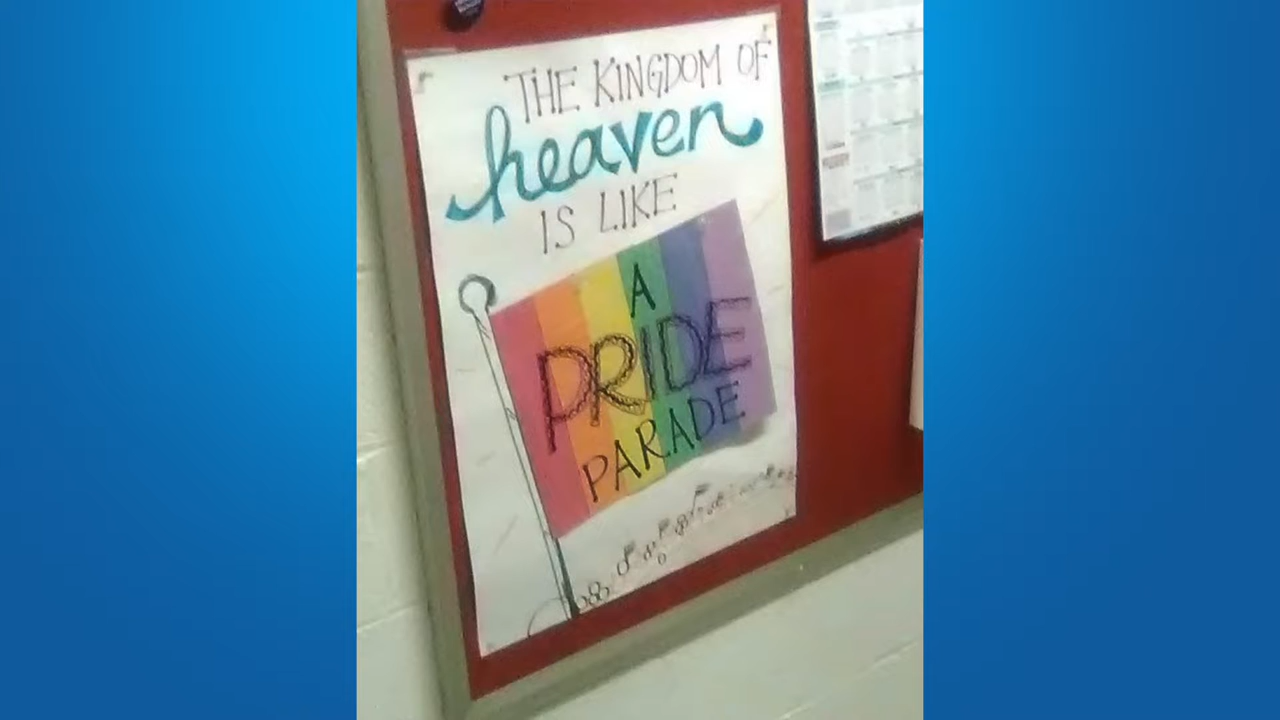 THE KINGDOM OF
heaven
IS LIKE
A
PRIDE
PARADE